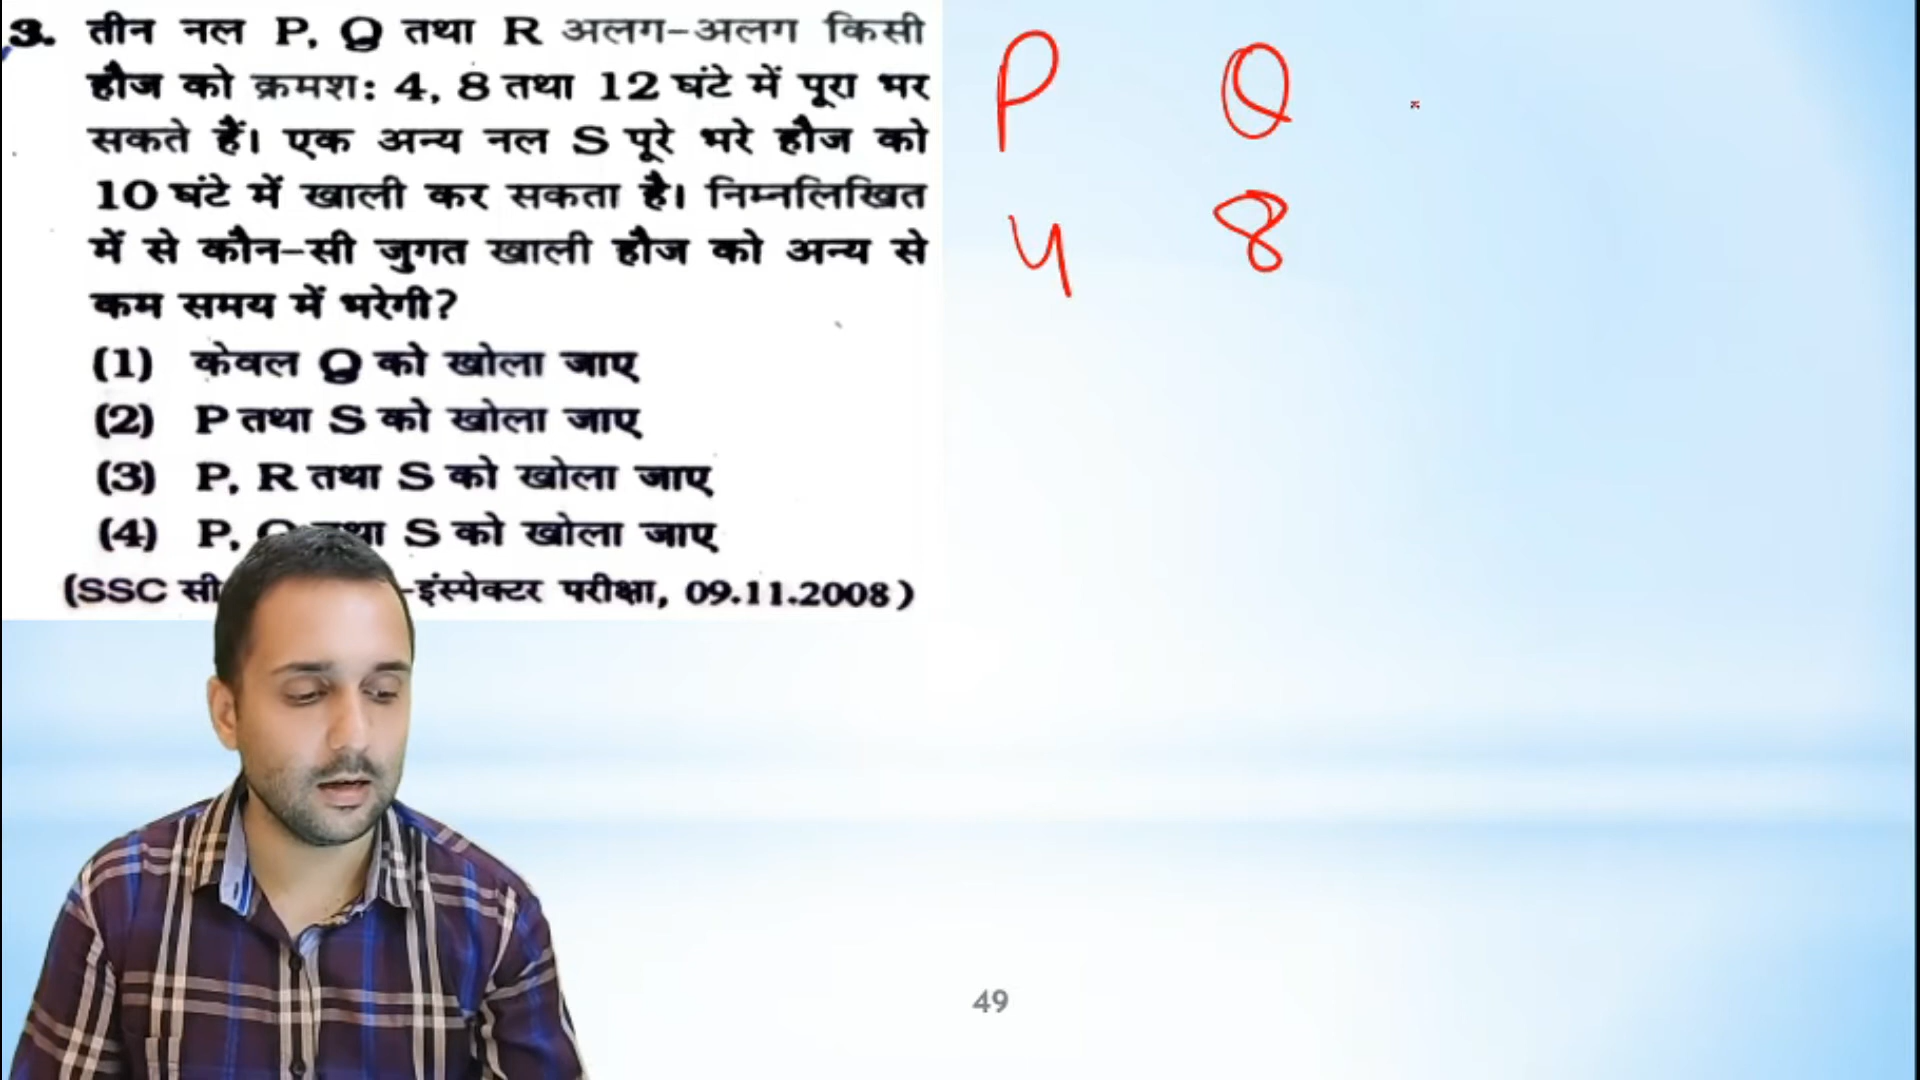 3. तीन नल P, Q तथा R अलग-अलग किसी
हौज को क्रमश: 4, 8 तथा 12 घंटे में पूरा भर
सकते हैं। एक अन्य नल S पूरे भरे हौज को
10 घंटे में खाली कर सकता है। निम्नलिखित
में से कौन-सी जुगत खाली हौज को अन्य से
कम समय में भरेगी?
(1) केवल Q को खोला जाए
(2) P तथा S को खोला जाए
(3) P, R तथा S को खोला जाए
(4) P, Q तथा S को खोला जाए
(SSC सी -इंस्पेक्टर परीक्षा, 09.11.2008)
P Q
4 8
49